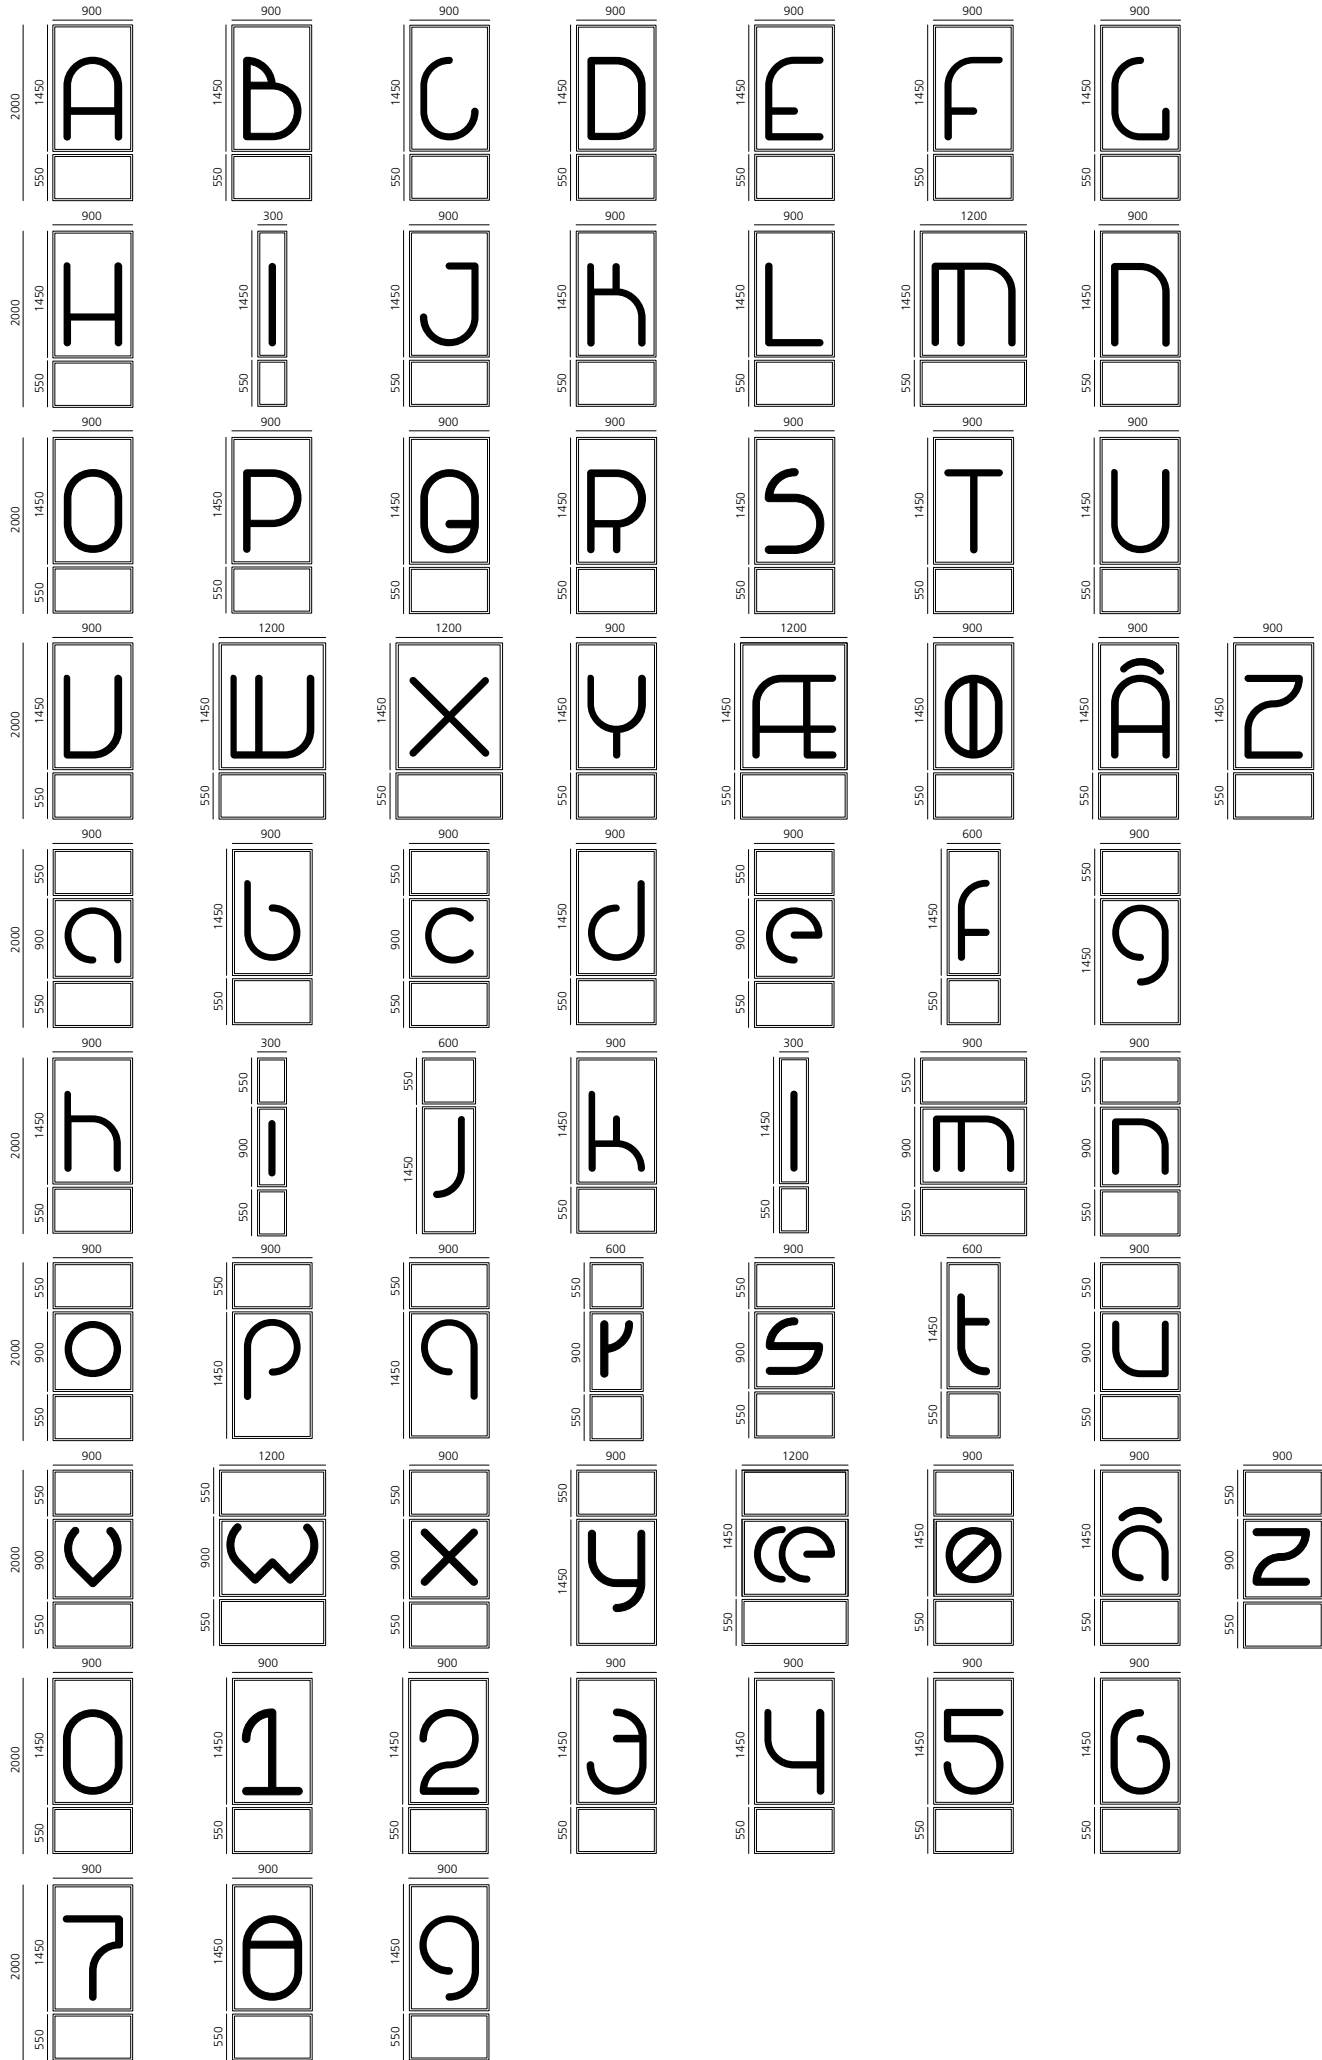 900 900 900 900 900 900 900
2000 1450 A 1450 B 1450 C 1450 D 1450 E 1450 F 1450 G
550 550 550 550 550 550 550
900 300 900 900 900 1200 900
2000 1450 H 1450 I 1450 J 1450 K 1450 L 1450 M 1450 N
550 550 550 550 550 550 550
900 900 900 900 900 900 900
2000 1450 O 1450 P 1450 Q 1450 R 1450 S 1450 T 1450 U
550 550 550 550 550 550 550
900 1200 1200 900 1200 900 900 900
2000 1450 V 1450 W 1450 X 1450 Y 1450 Æ 1450 Ø 1450 Â 1450 Z
550 550 550 550 550 550 550 550
900 900 900 900 900 600 900
550 550 550 550
2000 900 a 1450 b 900 c 1450 d 900 e 1450 f 1450 g
550 550 550 550 550 550
900 300 600 900 300 900 900
550 550 550 550
2000 1450 h 900 i 1450 j 1450 k 1450 l 900 m 900 n
550 550 550 550 550 550
900 900 900 600 900 600 900
550 550 550 550 550 550
2000 900 o 1450 p 1450 q 900 r 900 s 1450 t 900 u
550 550 550 550 550
900 1200 900 900 1200 900 900 900
550 550 550 550 550
2000 900 v 900 w 900 x 1450 y 1450 æ 1450 ø 1450 â 900 z
550 550 550 550 550 550 550
900 900 900 900 900 900 900
2000 1450 0 1450 1 1450 2 1450 3 1450 4 1450 5 1450 6
550 550 550 550 550 550 550
900 900 900
2000 1450 7 1450 8 1450 9
550 550 550